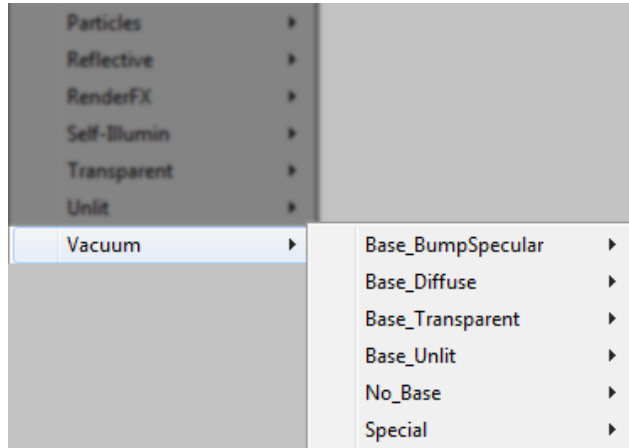 Particles
Reflective
RenderFX
Self-Illumin
Transparent
Unlit
Vacuum
Base_BumpSpecular
Base_Diffuse
Base_Transparent
Base_Unlit
No_Base
Special